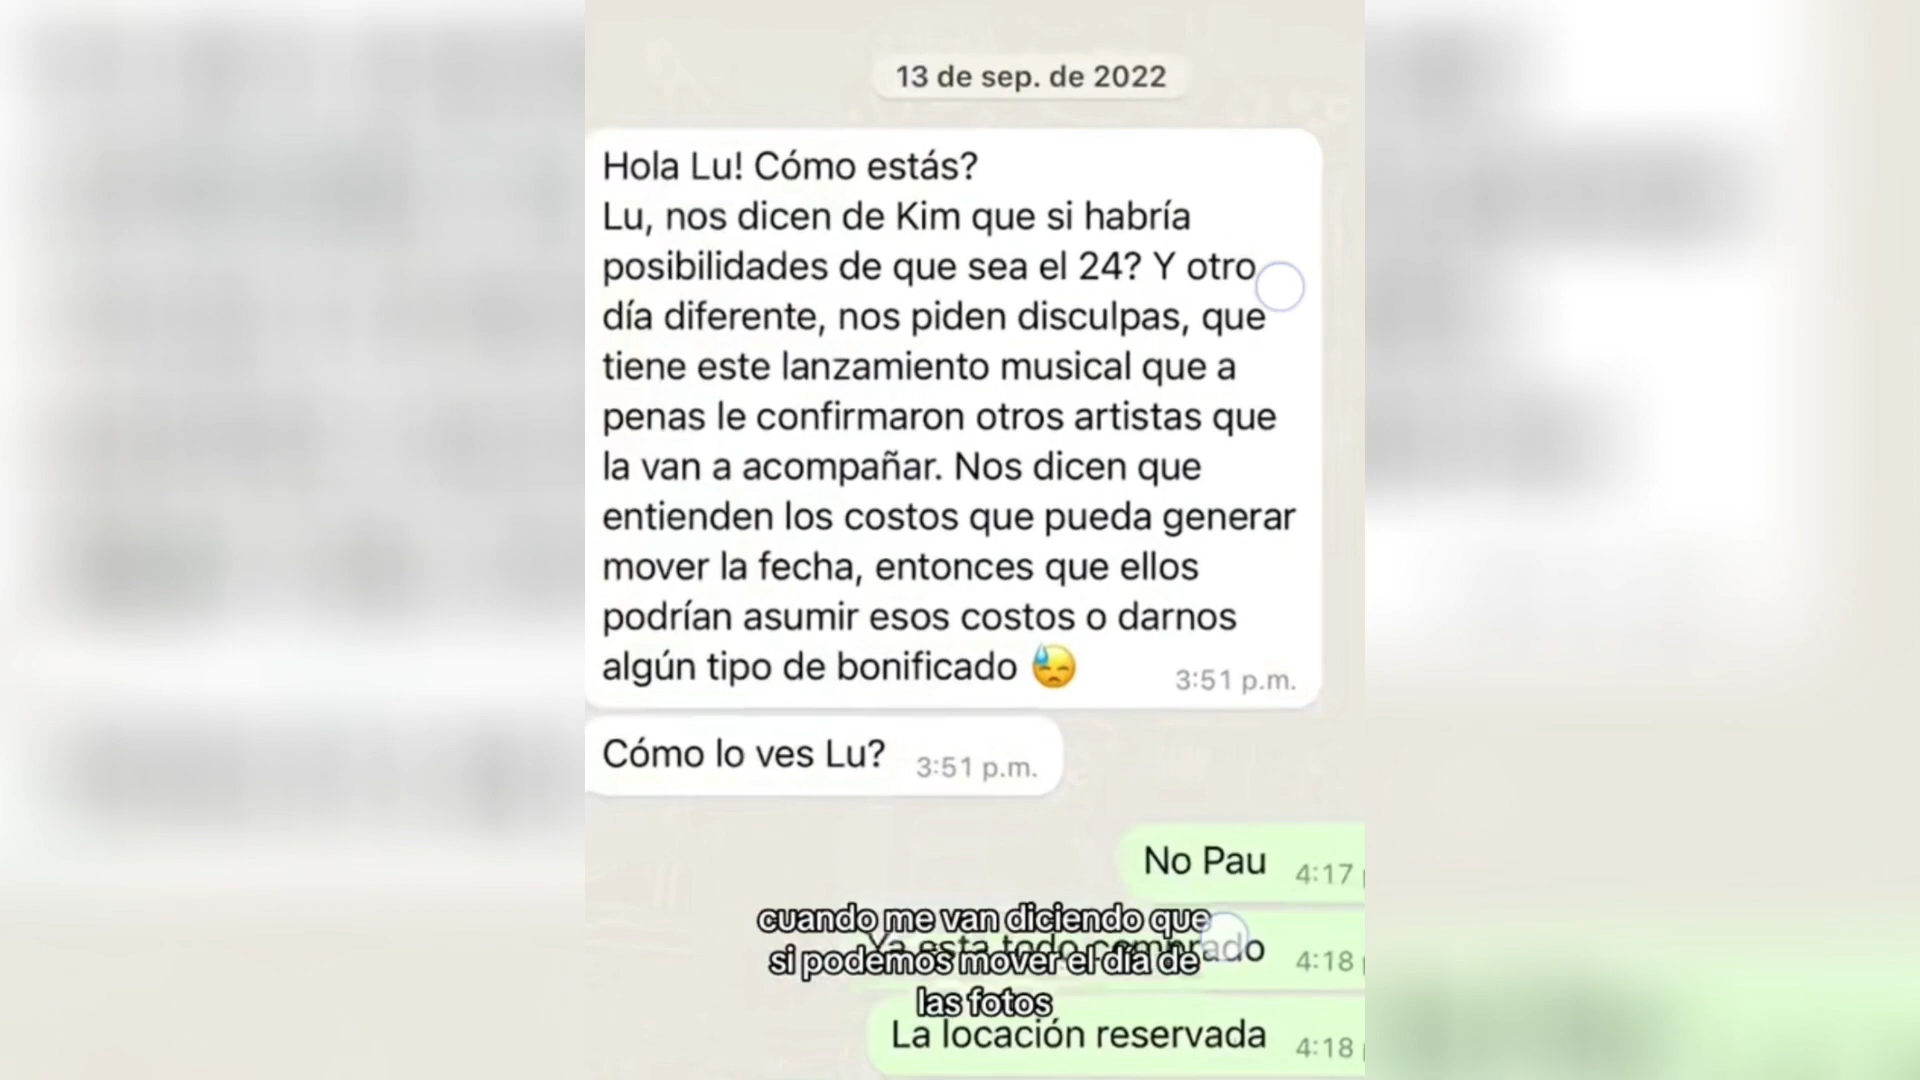 13 de sep. de 2022
Hola Lu! Cómo estás?
Lu, nos dicen de Kim que si habría
posibilidades de que sea el 24? Y otro
día diferente, nos piden disculpas, que
tiene este lanzamiento musical que a
penas le confirmaron otros artistas que
la van a acompañar. Nos dicen que
entienden los costos que pueda generar
mover la fecha, entonces que ellos
podrían asumir esos costos o darnos
algún tipo de bonificado 😓
3:51 p.m.
Cómo lo ves Lu? 3:51 p.m.
No Pau 4:17
cuando me van diciendo que
Ya esta todo comprado 4:18
si podemos mover el día de
las fotos
La locación reservada 4:18